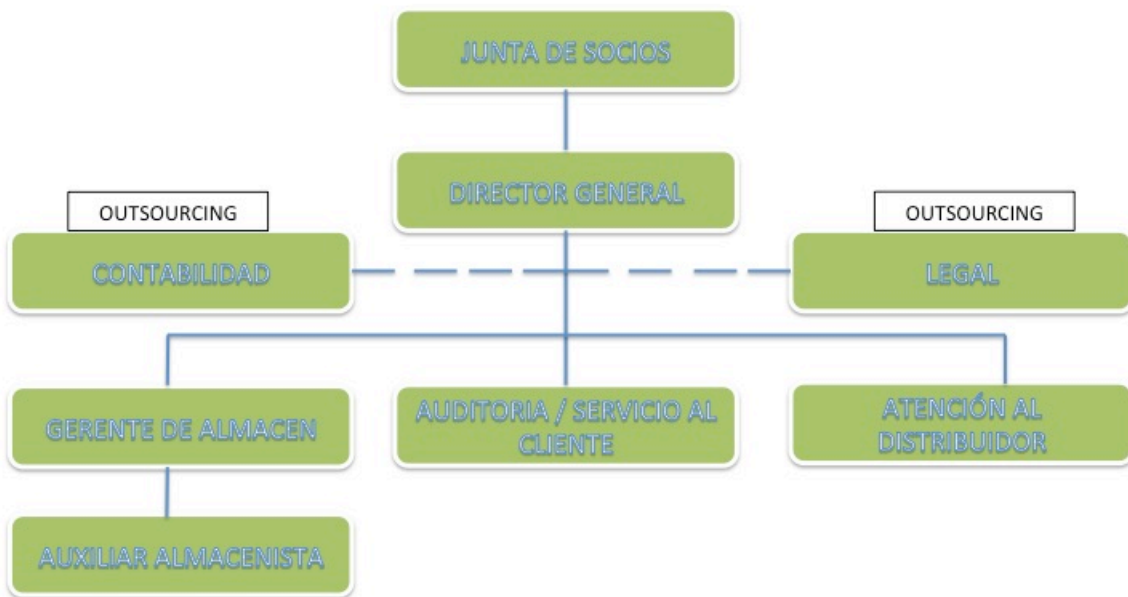 JUNTA DE SOCIOS
DIRECTOR GENERAL
OUTSOURCING
OUTSOURCING
CONTABILIDAD
LEGAL
GERENTE DE ALMACEN
AUDITORIA / SERVICIO AL
CLIENTE
ATENCIÓN AL
DISTRIBUIDOR
AUXILIAR ALMACENISTA